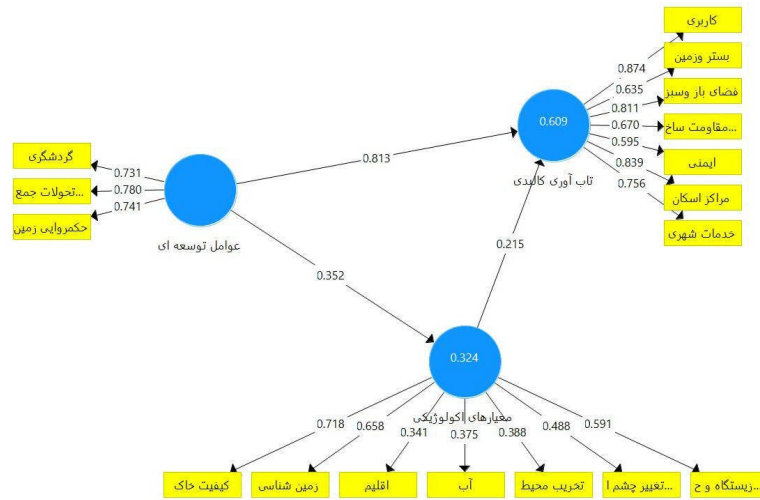 کاربری
0.874
بستر وزمین
0.635
فضای باز وسبز
0.811
مقاومت ساخ...
0.670
ایمنی
0.595
مراکز اسکان
0.839
خدمات شهری
0.756
0.609
تاب آوری کالبدی
0.813
گردشگری
0.731
تحولات جمع...
0.780
حکمروایی زمین
0.741
عوامل توسعه ای
0.352
0.215
0.324
معیارهای اکولوژیکی
0.718
0.658
0.341
0.375
0.388
0.488
0.591
کیفیت خاک
زمین شناسی
اقلیم
آب
تخریب محیط
تغییر چشم ا...
زیستگاه و ح...